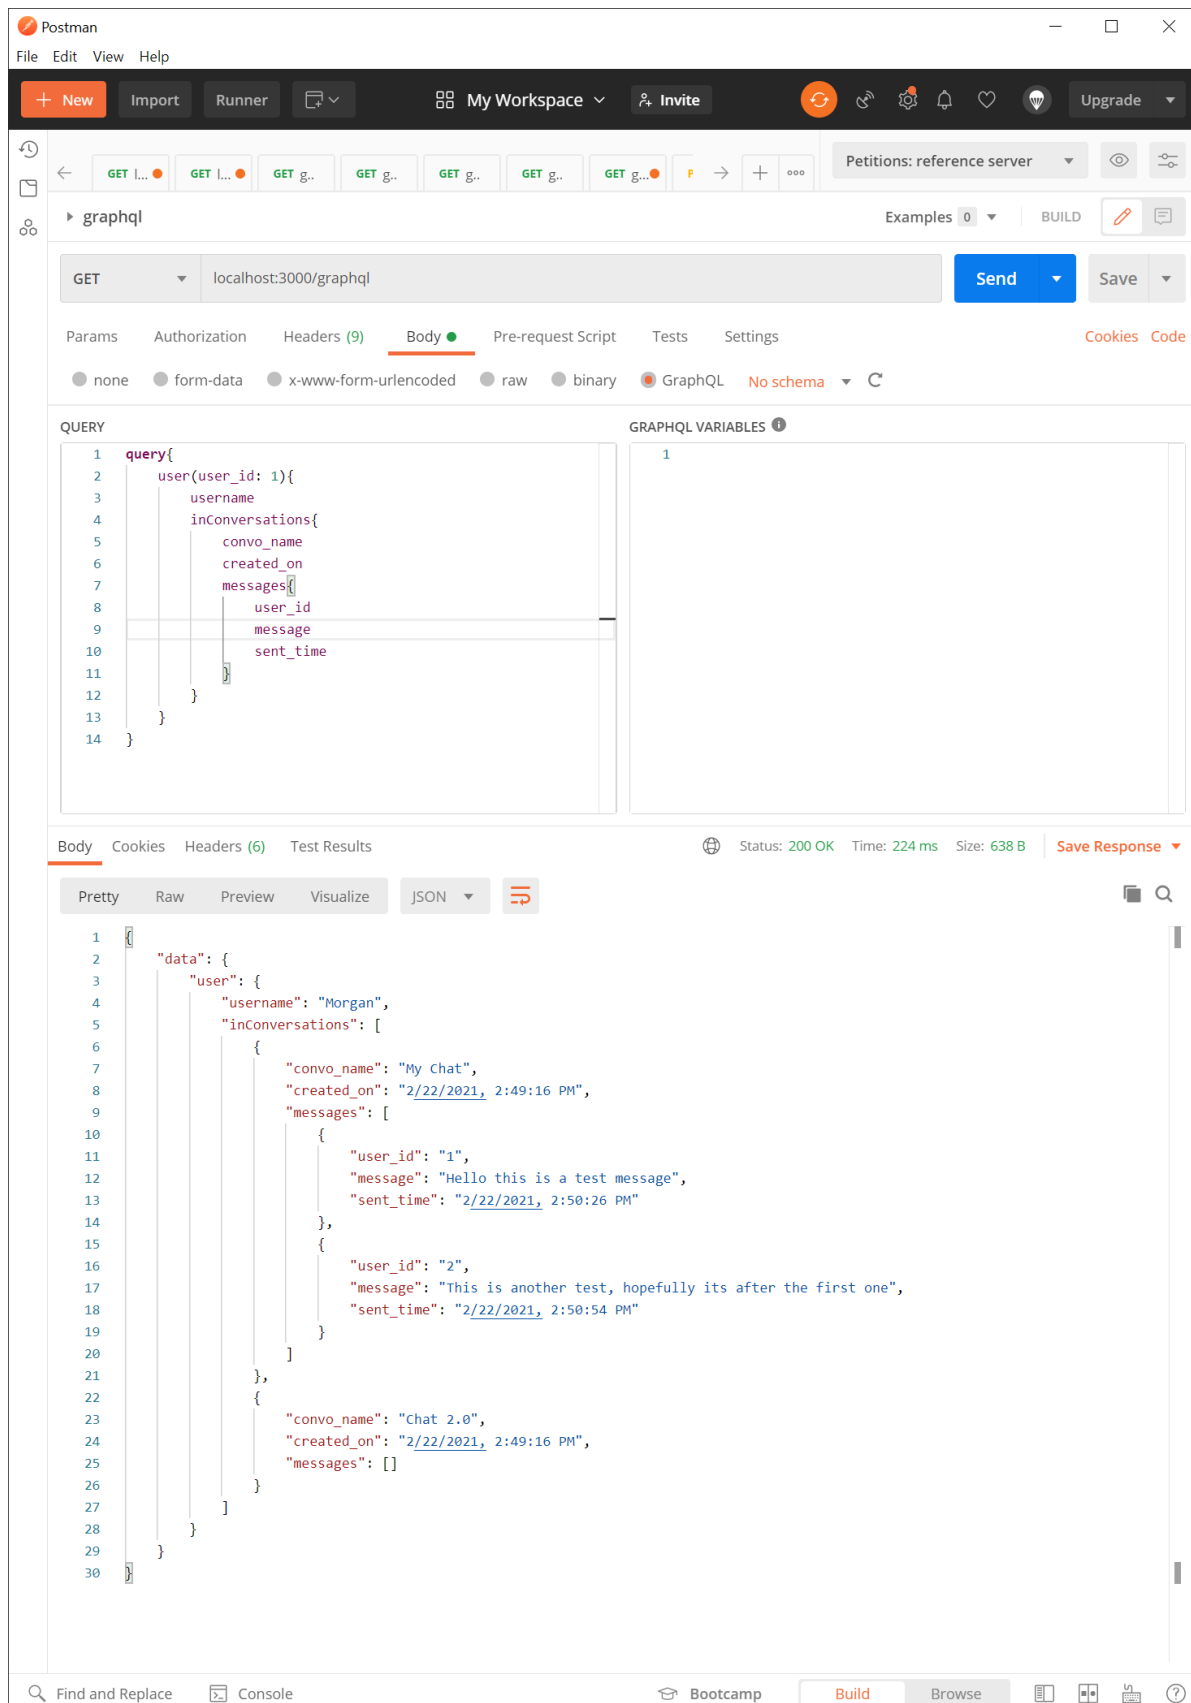 Postman
File Edit View Help
New Import Runner My Workspace Invite Upgrade
GET l... GET l... GET g.. GET g.. GET g.. GET g.. GET g... Petitions: reference server
graphql Examples 0 BUILD
GET localhost:3000/graphql Send Save
Params Authorization Headers (9) Body Pre-request Script Tests Settings Cookies Code
none form-data x-www-form-urlencoded raw binary GraphQL No schema
QUERY GRAPHQL VARIABLES
1 query{ 1
2 user(user_id: 1){
3 username
4 inConversations{
5 convo_name
6 created_on
7 messages{
8 user_id
9 message
10 sent_time
11 }
12 }
13 }
14 }
Body Cookies Headers (6) Test Results Status: 200 OK Time: 224 ms Size: 638 B Save Response
Pretty Raw Preview Visualize JSON
1 {
2 "data": {
3 "user": {
4 "username": "Morgan",
5 "inConversations": [
6 {
7 "convo_name": "My Chat",
8 "created_on": "2/22/2021, 2:49:16 PM",
9 "messages": [
10 {
11 "user_id": "1",
12 "message": "Hello this is a test message",
13 "sent_time": "2/22/2021, 2:50:26 PM"
14 },
15 {
16 "user_id": "2",
17 "message": "This is another test, hopefully its after the first one",
18 "sent_time": "2/22/2021, 2:50:54 PM"
19 }
20 ]
21 },
22 {
23 "convo_name": "Chat 2.0",
24 "created_on": "2/22/2021, 2:49:16 PM",
25 "messages": []
26 }
27 ]
28 }
29 }
30 }
Find and Replace Console Bootcamp Build Browse